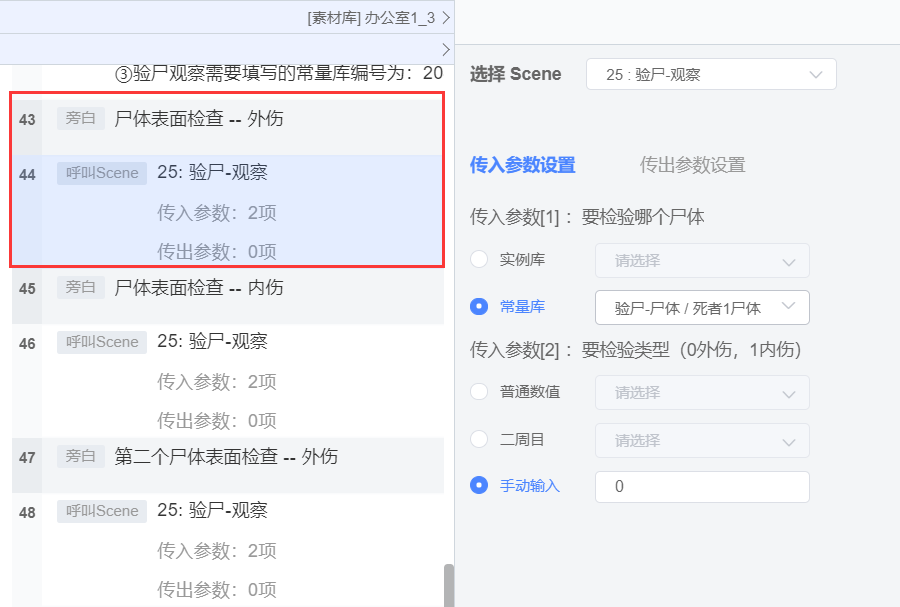 [素材库] 办公室1_3
③验尸观察需要填写的常量库编号为：20
43 旁白 尸体表面检查 -- 外伤
44 呼叫Scene 25: 验尸-观察
传入参数：2项
传出参数：0项
45 旁白 尸体表面检查 -- 内伤
46 呼叫Scene 25: 验尸-观察
传入参数：2项
传出参数：0项
47 旁白 第二个尸体表面检查 -- 外伤
48 呼叫Scene 25: 验尸-观察
传入参数：2项
传出参数：0项
选择 Scene 25 : 验尸-观察
传入参数设置 传出参数设置
传入参数[1] ：要检验哪个尸体
实例库 请选择
常量库 验尸-尸体 / 死者1尸体
传入参数[2] ：要检验类型（0外伤，1内伤）
普通数值 请选择
二周目 请选择
手动输入 0